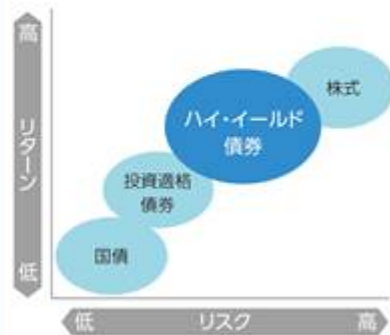 高
リターン
低
株式
ハイ・イールド
債券
投資適格
債券
国債
低
リスク
高